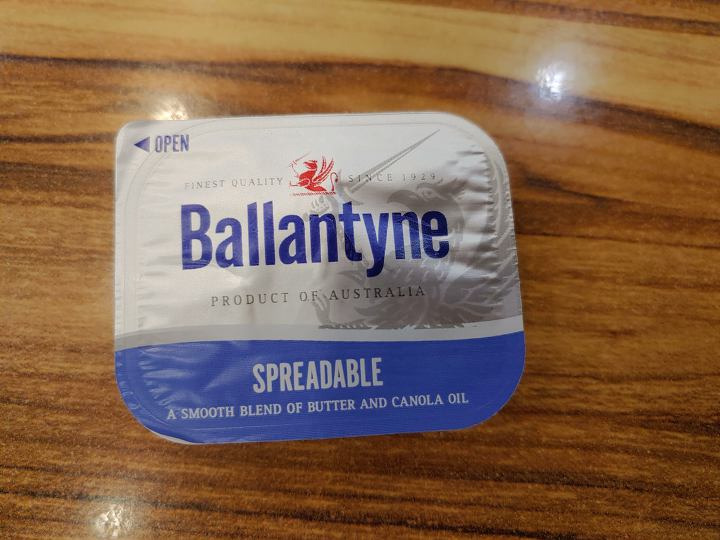 OPEN
FINEST QUALITY SINCE 1929
Ballantyne
PRODUCT OF AUSTRALIA
SPREADABLE
A SMOOTH BLEND OF BUTTER AND CANOLA OIL